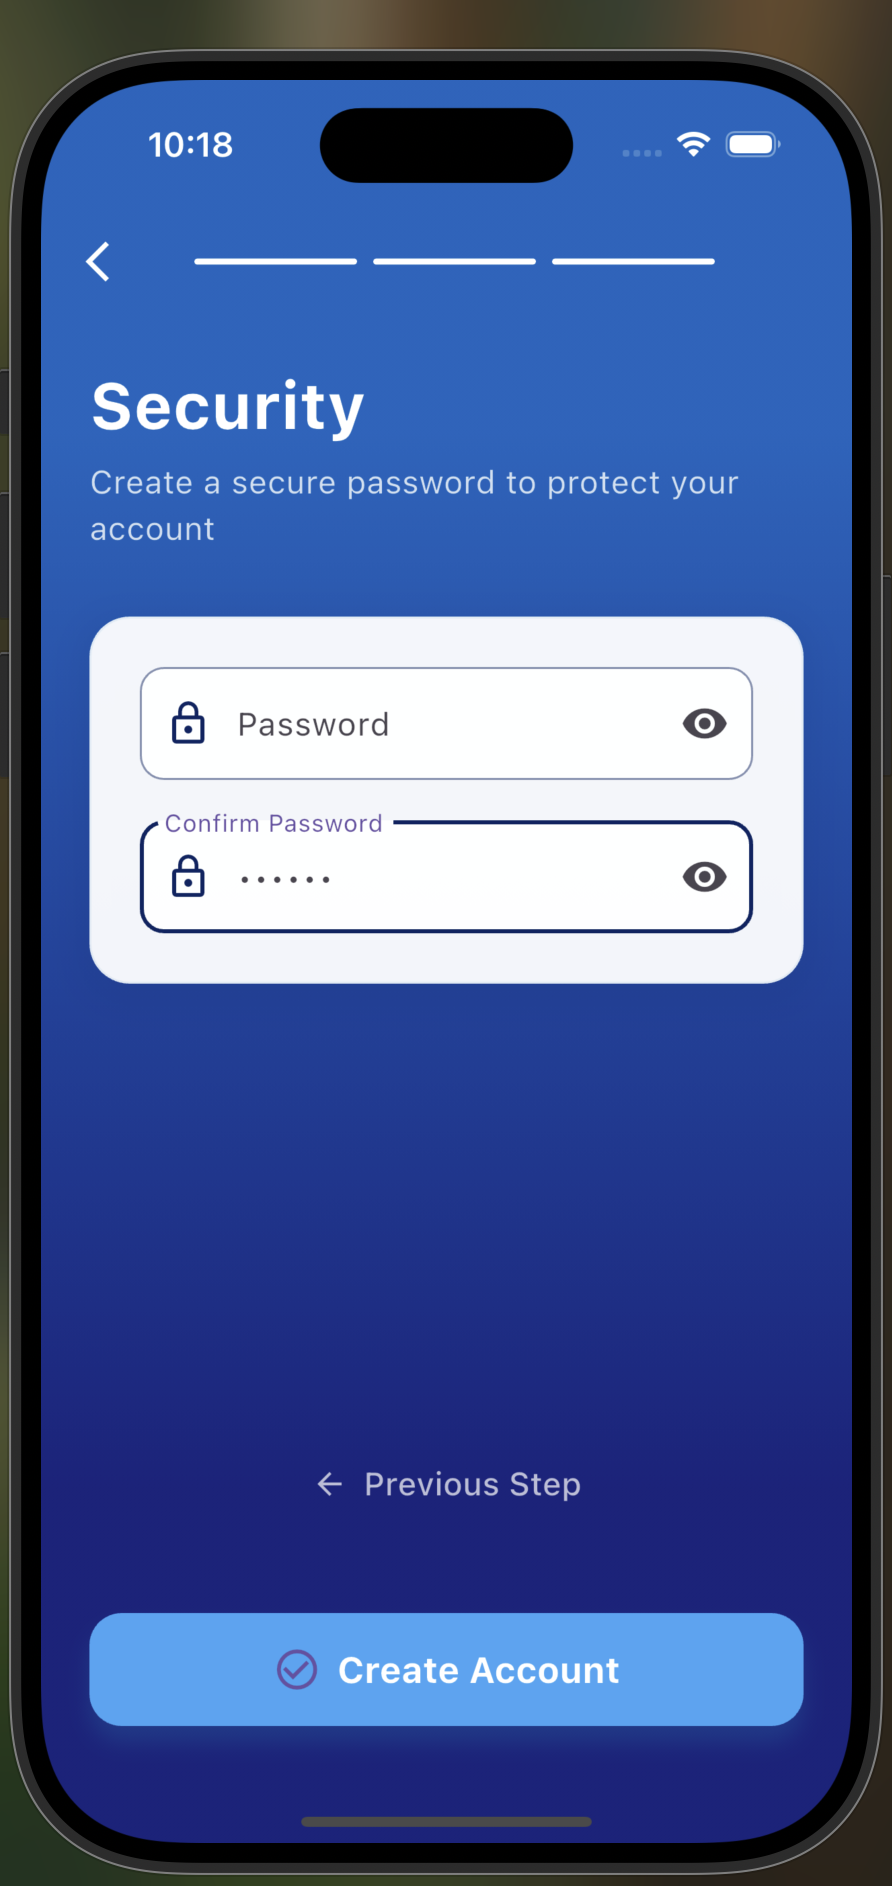 10:18
Security
Create a secure password to protect your
account
Password
Confirm Password
••••••
Previous Step
Create Account